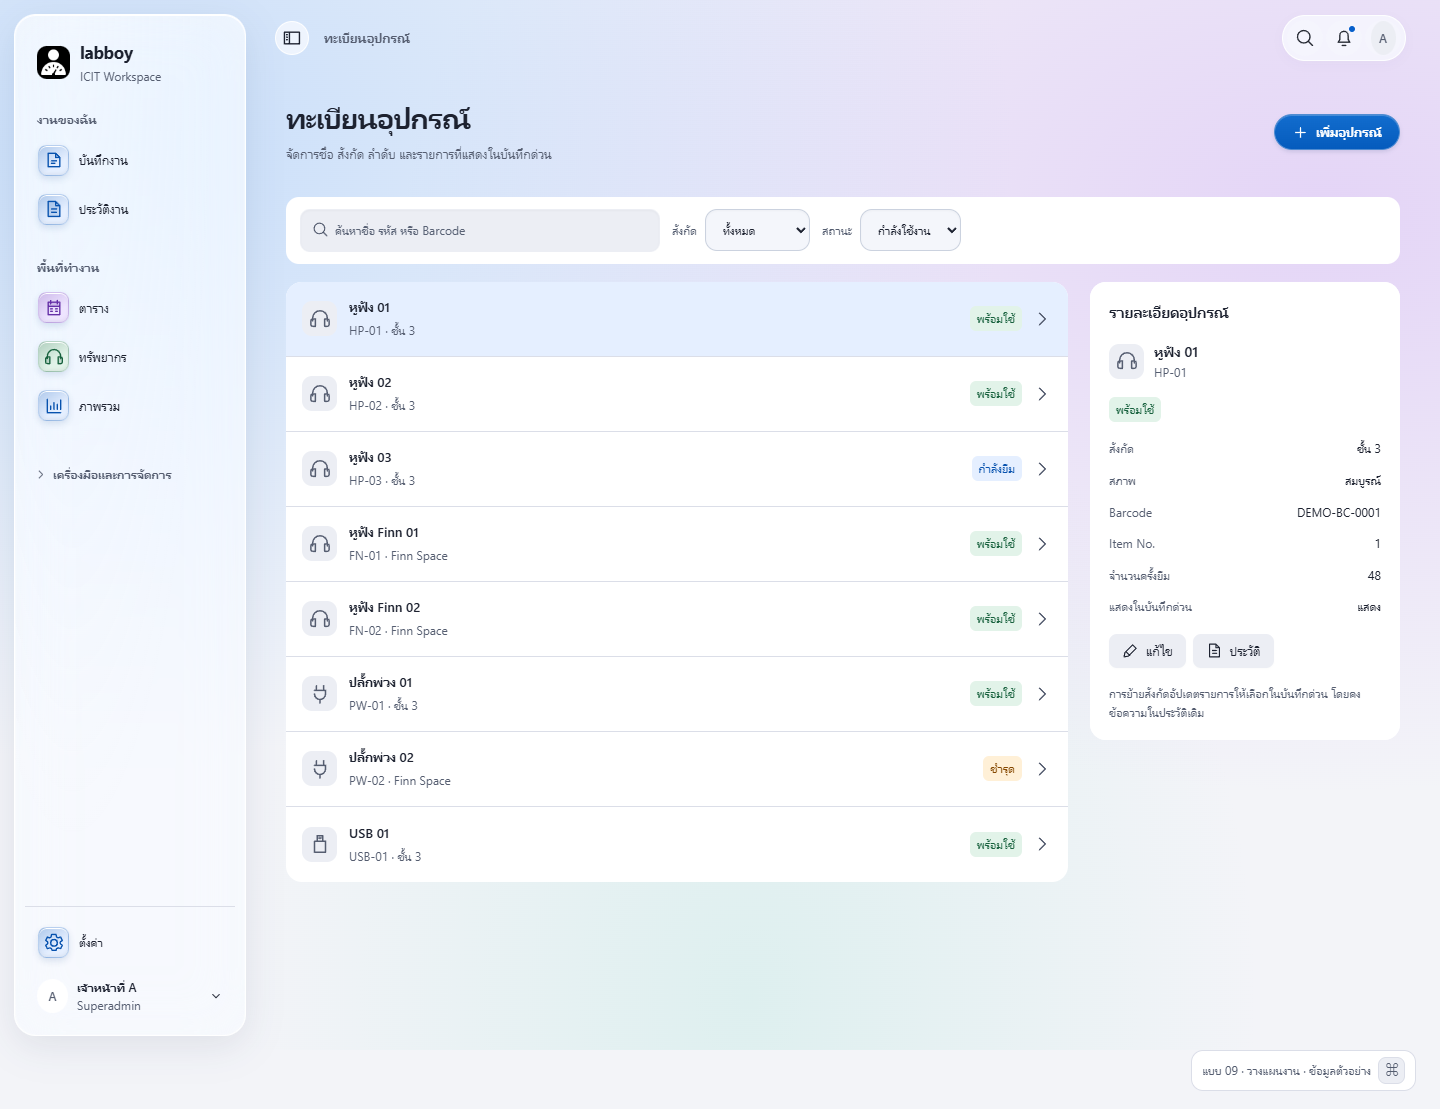 labboy
ICIT Workspace
งานของฉัน
บันทึกงาน
ประวัติงาน
พื้นที่ทำงาน
ตาราง
ทรัพยากร
ภาพรวม
เครื่องมือและการจัดการ
ตั้งค่า
A
เจ้าหน้าที่ A
Superadmin
ทะเบียนอุปกรณ์
A
ทะเบียนอุปกรณ์
จัดการชื่อ สังกัด ลำดับ และรายการที่แสดงในบันทึกด่วน
เพิ่มอุปกรณ์
ค้นหาชื่อ รหัส หรือ Barcode
สังกัด
ทั้งหมด
สถานะ
กำลังใช้งาน
หูฟัง 01
HP-01 · ชั้น 3
พร้อมใช้
หูฟัง 02
HP-02 · ชั้น 3
พร้อมใช้
หูฟัง 03
HP-03 · ชั้น 3
กำลังยืม
หูฟัง Finn 01
FN-01 · Finn Space
พร้อมใช้
หูฟัง Finn 02
FN-02 · Finn Space
พร้อมใช้
ปลั๊กพ่วง 01
PW-01 · ชั้น 3
พร้อมใช้
ปลั๊กพ่วง 02
PW-02 · Finn Space
ชำรุด
USB 01
USB-01 · ชั้น 3
พร้อมใช้
รายละเอียดอุปกรณ์
หูฟัง 01
HP-01
พร้อมใช้
สังกัด ชั้น 3
สภาพ สมบูรณ์
Barcode DEMO-BC-0001
Item No. 1
จำนวนครั้งยืม 48
แสดงในบันทึกด่วน แสดง
แก้ไข
ประวัติ
การย้ายสังกัดอัปเดตรายการให้เลือกในบันทึกด่วน โดยคง
ข้อความในประวัติเดิม
แบบ 09 · วางแผนงาน · ข้อมูลตัวอย่าง ⌘